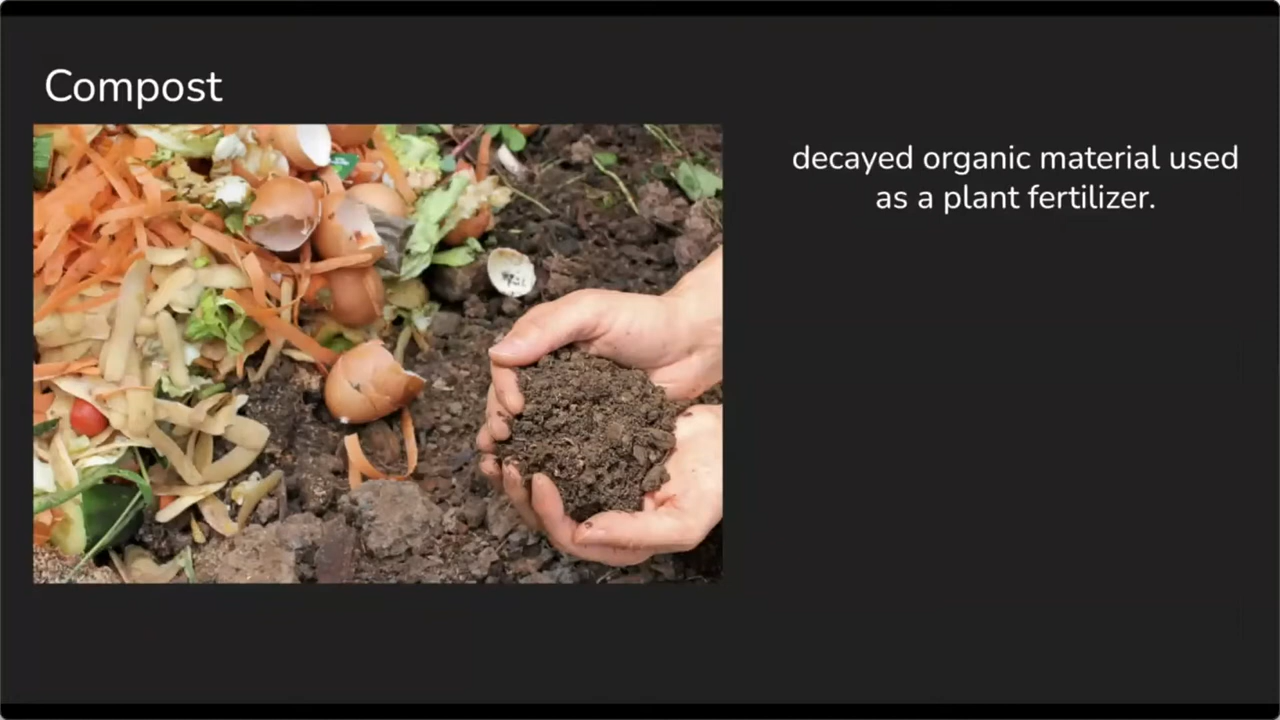 Compost
decayed organic material used
as a plant fertilizer.